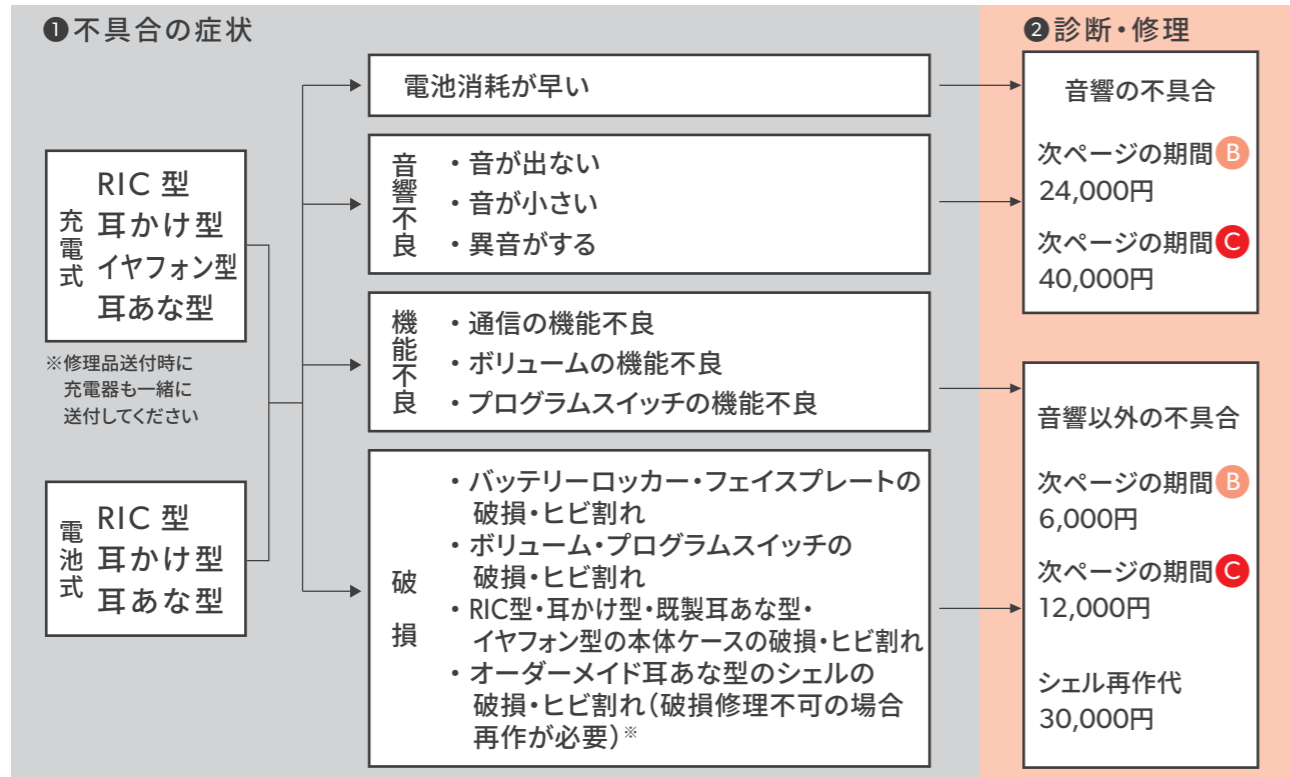 ❶不具合の症状
充電式
RIC 型
耳かけ型
イヤフォン型
耳あな型
※修理品送付時に
充電器も一緒に
送付してください
電池式
RIC 型
耳かけ型
耳あな型
電池消耗が早い
音響不良
・音が出ない
・音が小さい
・異音がする
機能不良
・通信の機能不良
・ボリュームの機能不良
・プログラムスイッチの機能不良
破損
・バッテリーロッカー・フェイスプレートの
破損・ヒビ割れ
・ボリューム・プログラムスイッチの
破損・ヒビ割れ
・RIC型・耳かけ型・既製耳あな型・
イヤフォン型の本体ケースの破損・ヒビ割れ
・オーダーメイド耳あな型のシェルの
破損・ヒビ割れ（破損修理不可の場合
再作が必要）※
❷診断・修理
音響の不具合
次ページの期間 B
24,000円
次ページの期間 C
40,000円
音響以外の不具合
次ページの期間 B
6,000円
次ページの期間 C
12,000円
シェル再作代
30,000円